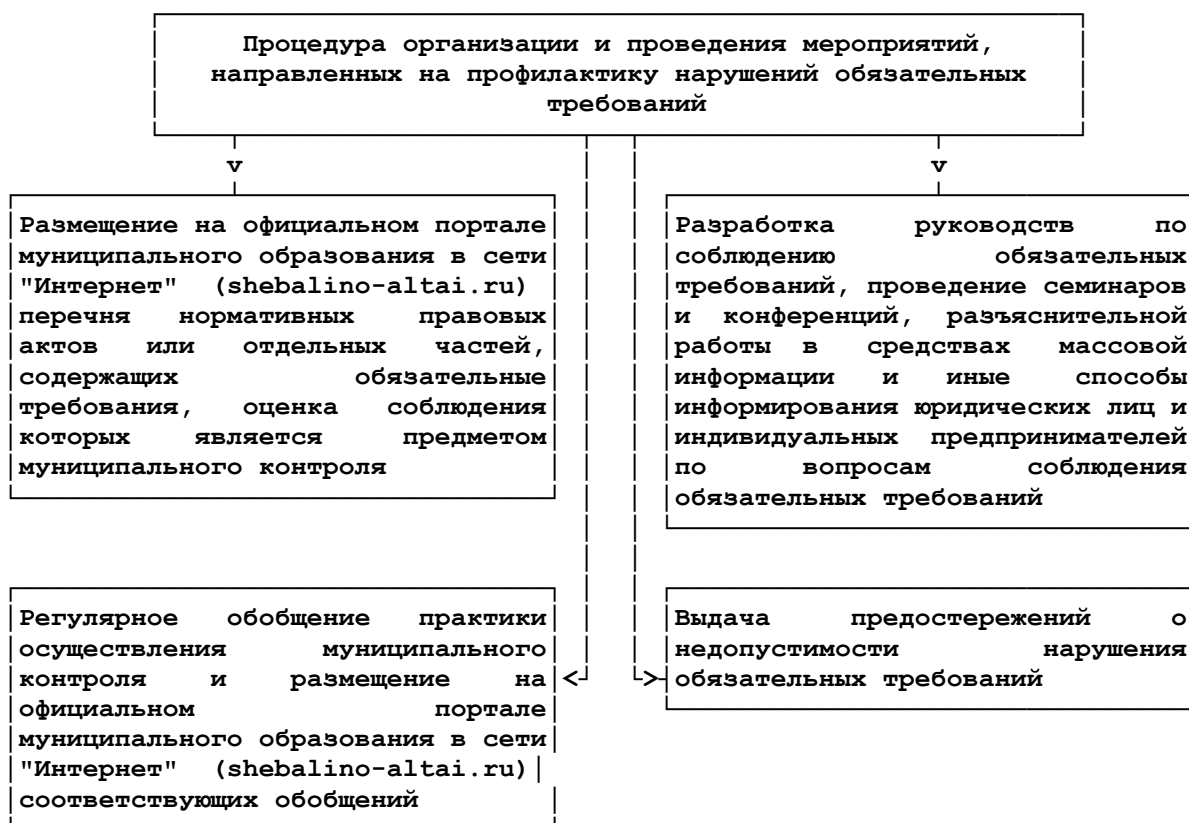 Процедура организации и проведения мероприятий,
направленных на профилактику нарушений обязательных
требований
v
v
Размещение на официальном портале
муниципального образования в сети
"Интернет" (shebalino-altai.ru)
перечня нормативных правовых
актов или отдельных частей,
содержащих обязательные
требования, оценка соблюдения
которых является предметом
муниципального контроля
Разработка руководств по
соблюдению обязательных
требований, проведение семинаров
и конференций, разъяснительной
работы в средствах массовой
информации и иные способы
информирования юридических лиц и
индивидуальных предпринимателей
по вопросам соблюдения
обязательных требований
Регулярное обобщение практики
осуществления муниципального
контроля и размещение на
официальном портале
муниципального образования в сети
"Интернет" (shebalino-altai.ru)
соответствующих обобщений
<
>
Выдача предостережений о
недопустимости нарушения
обязательных требований